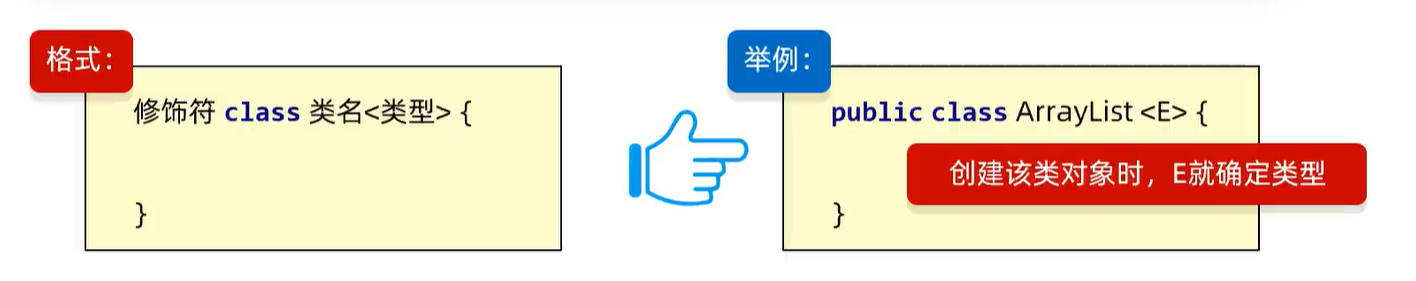 格式：
修饰符 class 类名<类型> {
}
举例：
public class ArrayList <E> {
创建该类对象时，E就确定类型
}